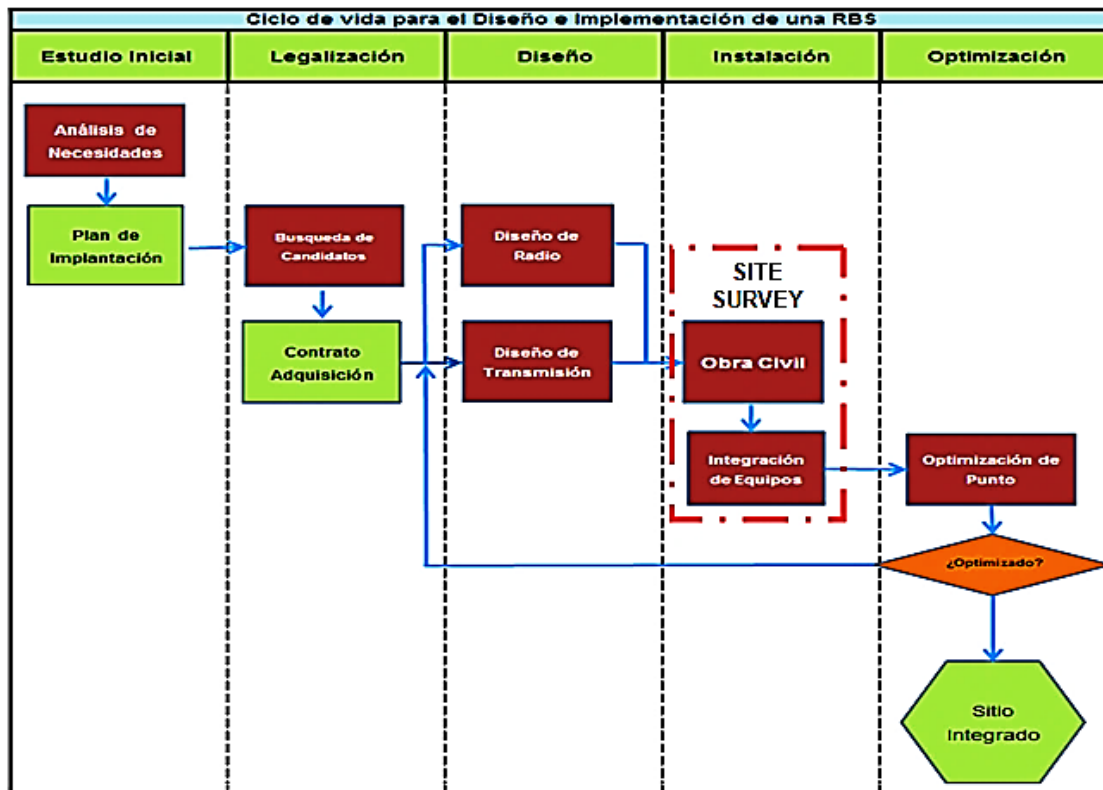 Ciclo de vida para el Diseño e Implementación de una RBS
Estudio Inicial
Legalización
Diseño
Instalación
Optimización
Análisis de
Necesidades
Plan de
Implantación
Busqueda de
Candidatos
Contrato
Adquisición
Diseño de
Radio
Diseño de
Transmisión
SITE
SURVEY
Obra Civil
Integración
de Equipos
Optimización de
Punto
¿Optimizado?
Sitio
Integrado